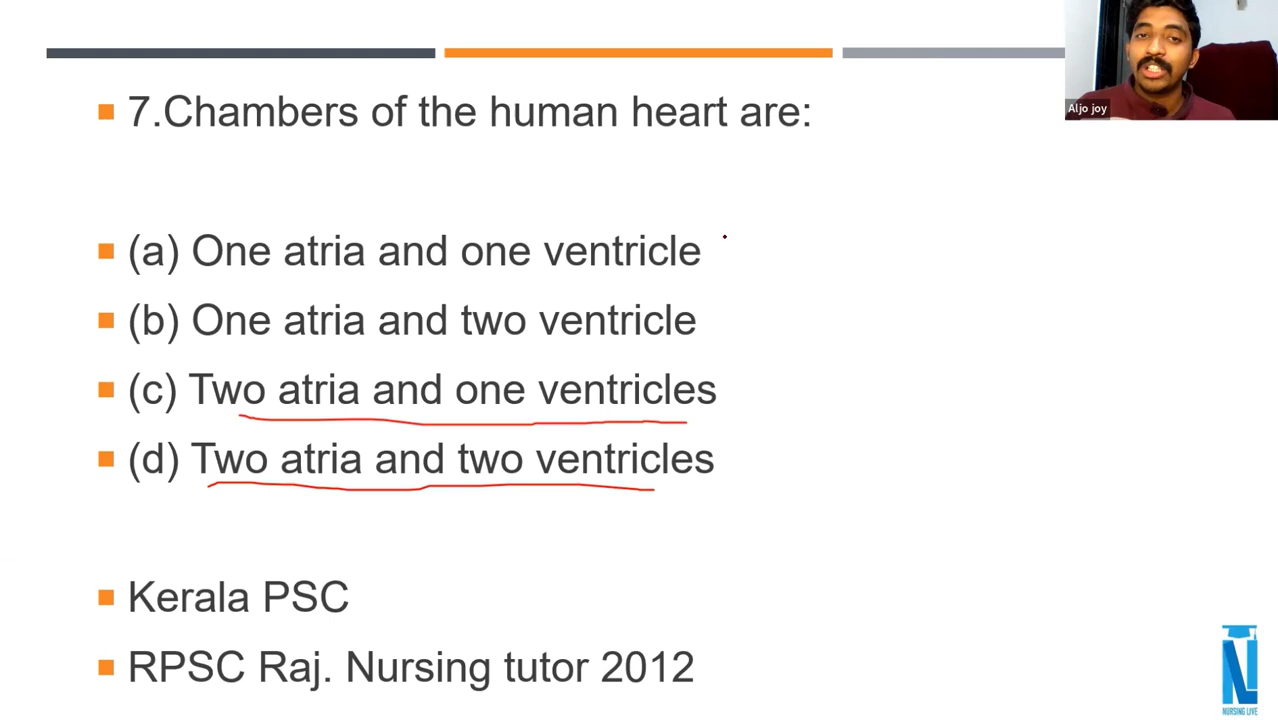 Aljo joy
7.Chambers of the human heart are:
(a) One atria and one ventricle
(b) One atria and two ventricle
(c) Two atria and one ventricles
(d) Two atria and two ventricles
Kerala PSC
RPSC Raj. Nursing tutor 2012
NURSING LIVE